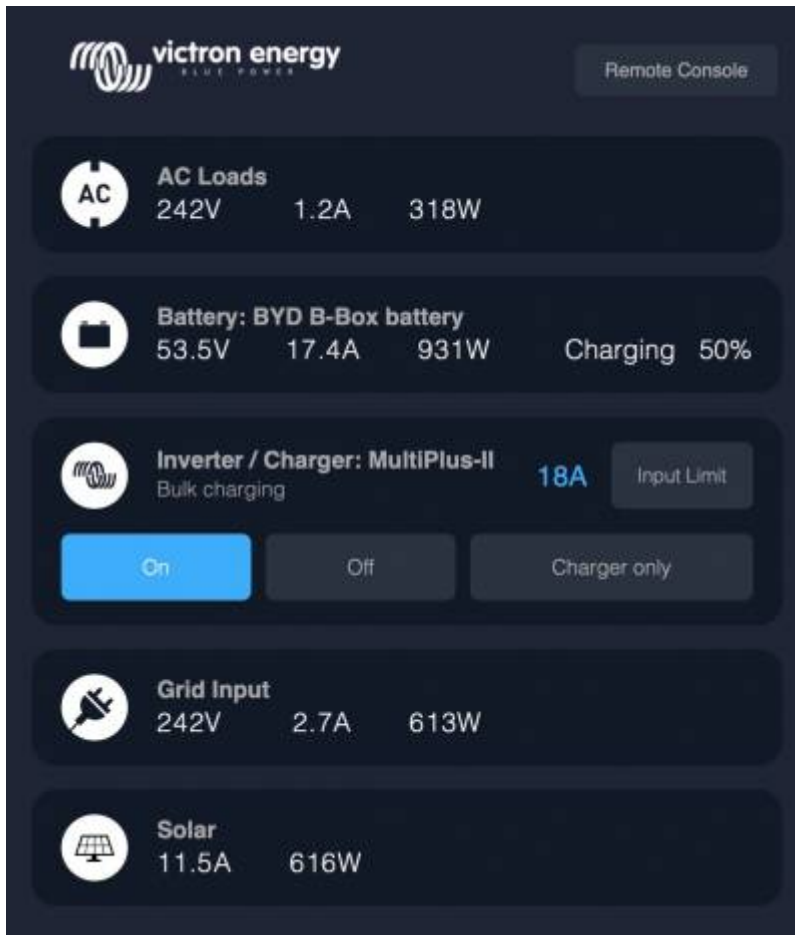 victron energy
BLUE POWER
Remote Console
AC
AC Loads
242V 1.2A 318W
Battery: BYD B-Box battery
53.5V 17.4A 931W Charging 50%
Inverter / Charger: MultiPlus-II
Bulk charging
18A Input Limit
On Off Charger only
Grid Input
242V 2.7A 613W
Solar
11.5A 616W